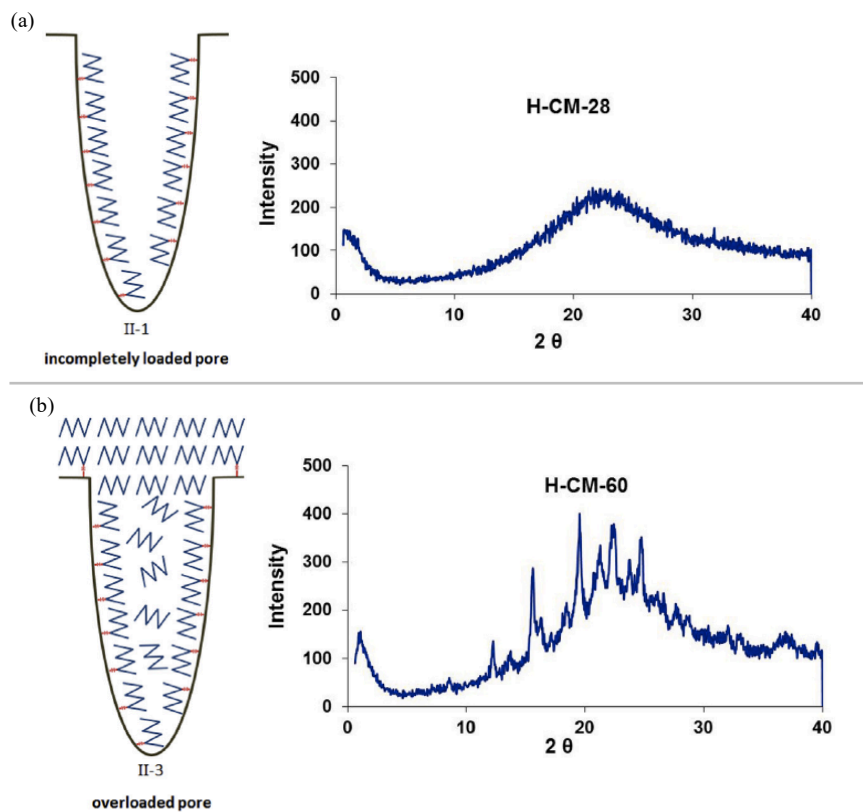 (a)
II-1
incompletely loaded pore
H-CM-28
Intensity
500
400
300
200
100
0
0 10 20 30 40
2 θ
(b)
II-3
overloaded pore
H-CM-60
Intensity
500
400
300
200
100
0
0 10 20 30 40
2 θ